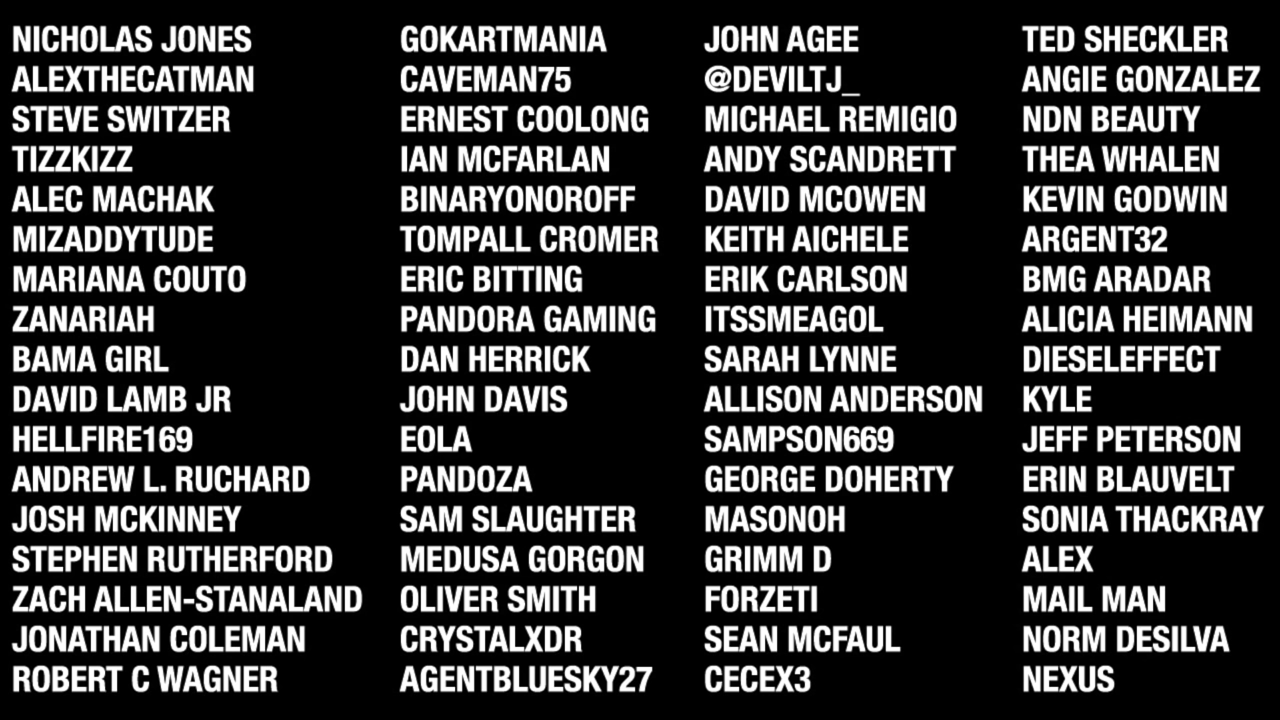 NICHOLAS JONES
ALEXTHECATMAN
STEVE SWITZER
TIZZKIZZ
ALEC MACHAK
MIZADDYTUDE
MARIANA COUTO
ZANARIAH
BAMA GIRL
DAVID LAMB JR
HELLFIRE169
ANDREW L. RUCHARD
JOSH MCKINNEY
STEPHEN RUTHERFORD
ZACH ALLEN-STANALAND
JONATHAN COLEMAN
ROBERT C WAGNER
GOKARTMANIA
CAVEMAN75
ERNEST COOLONG
IAN MCFARLAN
BINARYONOROFF
TOMPALL CROMER
ERIC BITTING
PANDORA GAMING
DAN HERRICK
JOHN DAVIS
EOLA
PANDOZA
SAM SLAUGHTER
MEDUSA GORGON
OLIVER SMITH
CRYSTALXDR
AGENTBLUESKY27
JOHN AGEE
@DEVILTJ_
MICHAEL REMIGIO
ANDY SCANDRETT
DAVID MCOWEN
KEITH AICHELE
ERIK CARLSON
ITSSMEAGOL
SARAH LYNNE
ALLISON ANDERSON
SAMPSON669
GEORGE DOHERTY
MASONOH
GRIMM D
FORZETI
SEAN MCFAUL
CECEX3
TED SHECKLER
ANGIE GONZALEZ
NDN BEAUTY
THEA WHALEN
KEVIN GODWIN
ARGENT32
BMG ARADAR
ALICIA HEIMANN
DIESELEFFECT
KYLE
JEFF PETERSON
ERIN BLAUVELT
SONIA THACKRAY
ALEX
MAIL MAN
NORM DESILVA
NEXUS